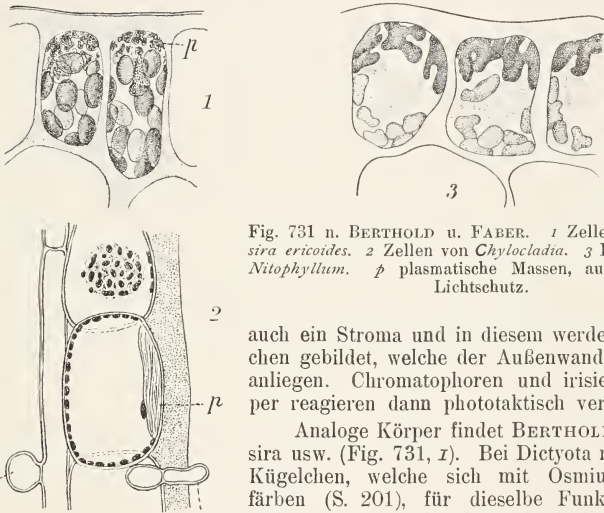 p
1
3
2
p
Fig. 731 n. BERTHOLD u. FABER. 1 Zelle
sira ericoides. 2 Zellen von Chylocladia. 3
Nitophyllum. p plasmatische Massen, au
Lichtschutz.
auch ein Stroma und in diesem werde
chen gebildet, welche der Außenwand
anliegen. Chromatophoren und irisie
per reagieren dann phototaktisch ver
Analoge Körper findet BERTHOL
sira usw. (Fig. 731, 1). Bei Dictyota
Kügelchen, welche sich mit Osmiu
färben (S. 201), für dieselbe Funk